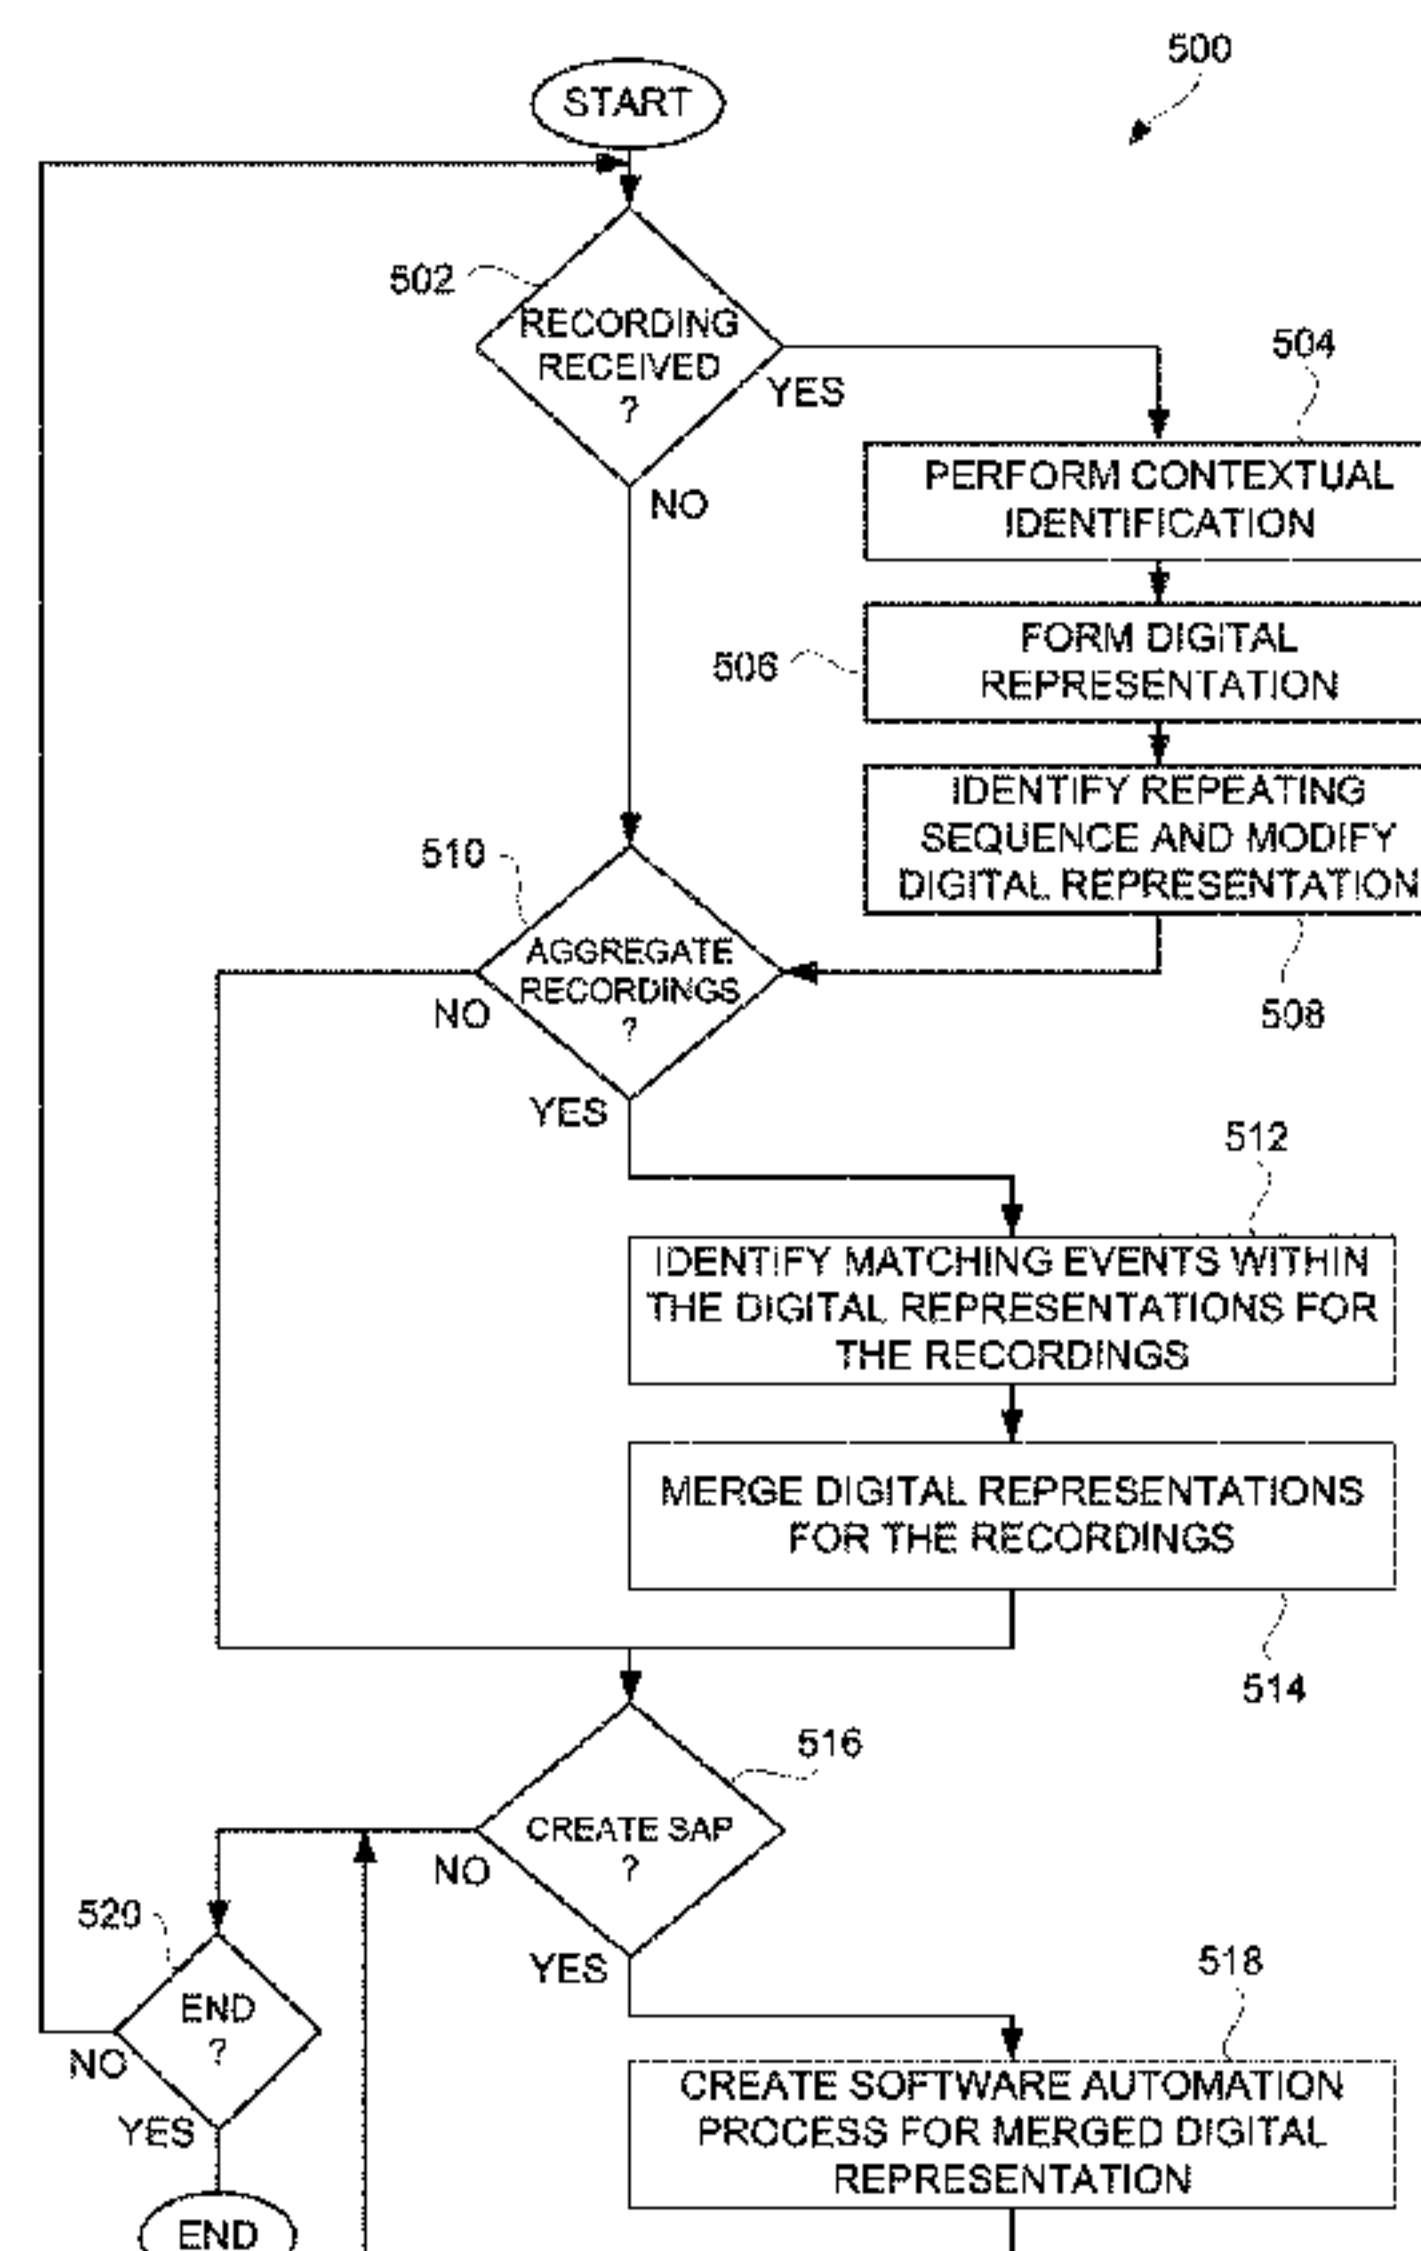 500
START
502
RECORDING
RECEIVED
?
YES
NO
504
PERFORM CONTEXTUAL
IDENTIFICATION
506
FORM DIGITAL
REPRESENTATION
IDENTIFY REPEATING
SEQUENCE AND MODIFY
DIGITAL REPRESENTATION
508
510
AGGREGATE
RECORDINGS
?
NO
YES
512
IDENTIFY MATCHING EVENTS WITHIN
THE DIGITAL REPRESENTATIONS FOR
THE RECORDINGS
MERGE DIGITAL REPRESENTATIONS
FOR THE RECORDINGS
514
516
CREATE SAP
?
NO
YES
518
CREATE SOFTWARE AUTOMATION
PROCESS FOR MERGED DIGITAL
REPRESENTATION
520
END
?
NO
YES
END